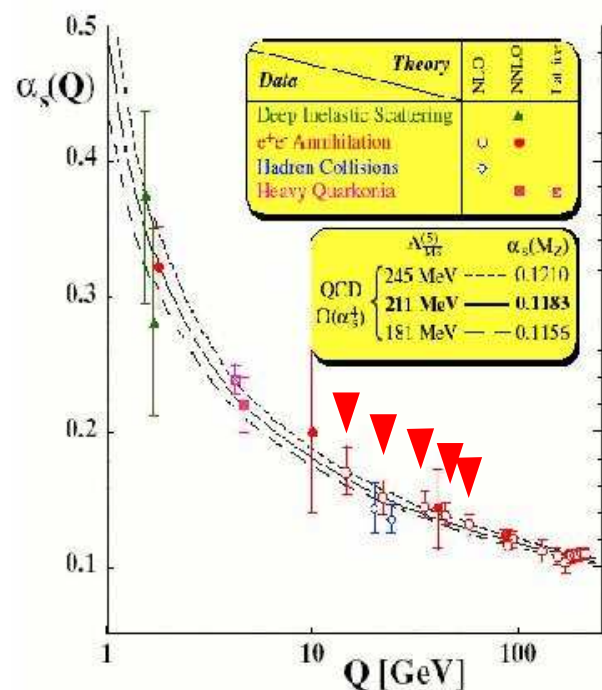 0.5
αs(Q)
0.4
0.3
0.2
0.1
Theory
Data
NLO
NNLO
Lattice
Deep Inelastic Scattering
e+e- Annihilation
Hadron Collisions
Heavy Quarkonia
Λ(5)MS αs(MZ)
QCD
O(αs4)
245 MeV 0.1210
211 MeV 0.1183
181 MeV 0.1156
1 10 100
Q [GeV]